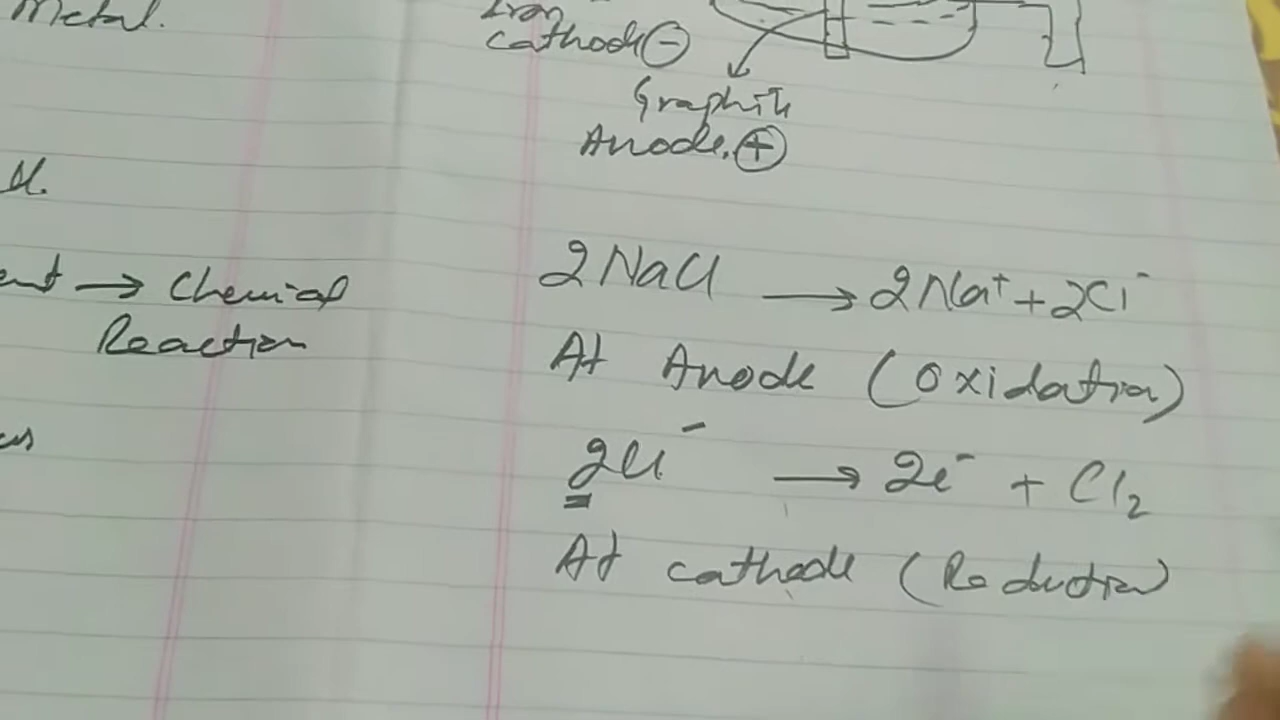 Metal.
Iron
Cathode ⊖
Graphite
Anode. ⊕
→ Chemical
Reaction
2NaCl → 2Na⁺ + 2Cl⁻
At Anode (Oxidation)
2Cl⁻ → 2e⁻ + Cl₂
At cathode (Reduction)